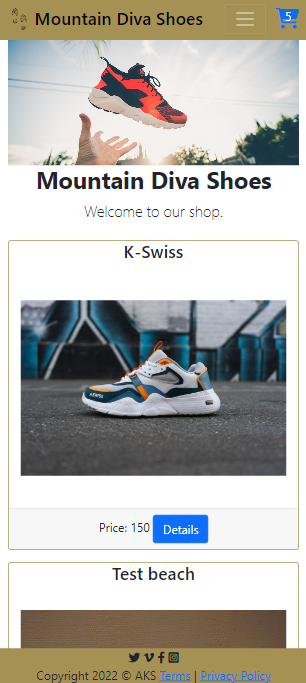 Mountain Diva Shoes
5
Mountain Diva Shoes
Welcome to our shop.
K-Swiss
Price: 150 Details
Test beach
Copyright 2022 © AKS Terms | Privacy Policy